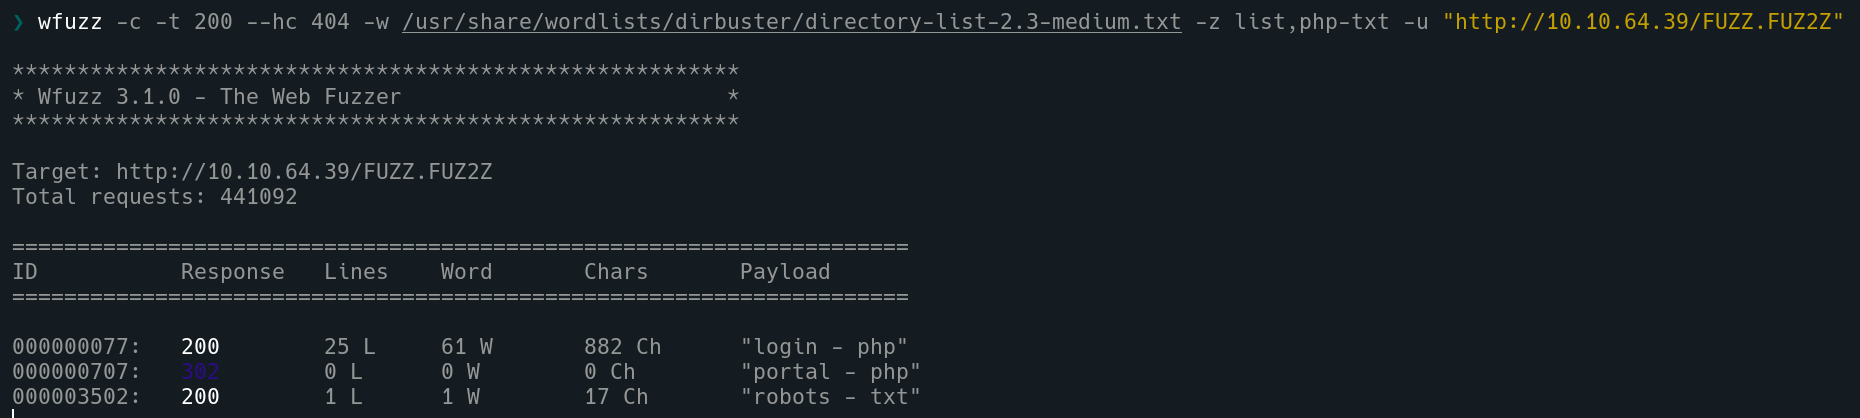 ❯ wfuzz -c -t 200 --hc 404 -w /usr/share/wordlists/dirbuster/directory-list-2.3-medium.txt -z list,php-txt -u "http://10.10.64.39/FUZZ.FUZ2Z"
********************************************************
* Wfuzz 3.1.0 - The Web Fuzzer                         *
********************************************************
Target: http://10.10.64.39/FUZZ.FUZ2Z
Total requests: 441092
=====================================================================
ID           Response   Lines    Word       Chars       Payload
=====================================================================
000000077:   200        25 L     61 W       882 Ch      "login - php"
000000707:   302        0 L      0 W        0 Ch        "portal - php"
000003502:   200        1 L      1 W        17 Ch       "robots - txt"